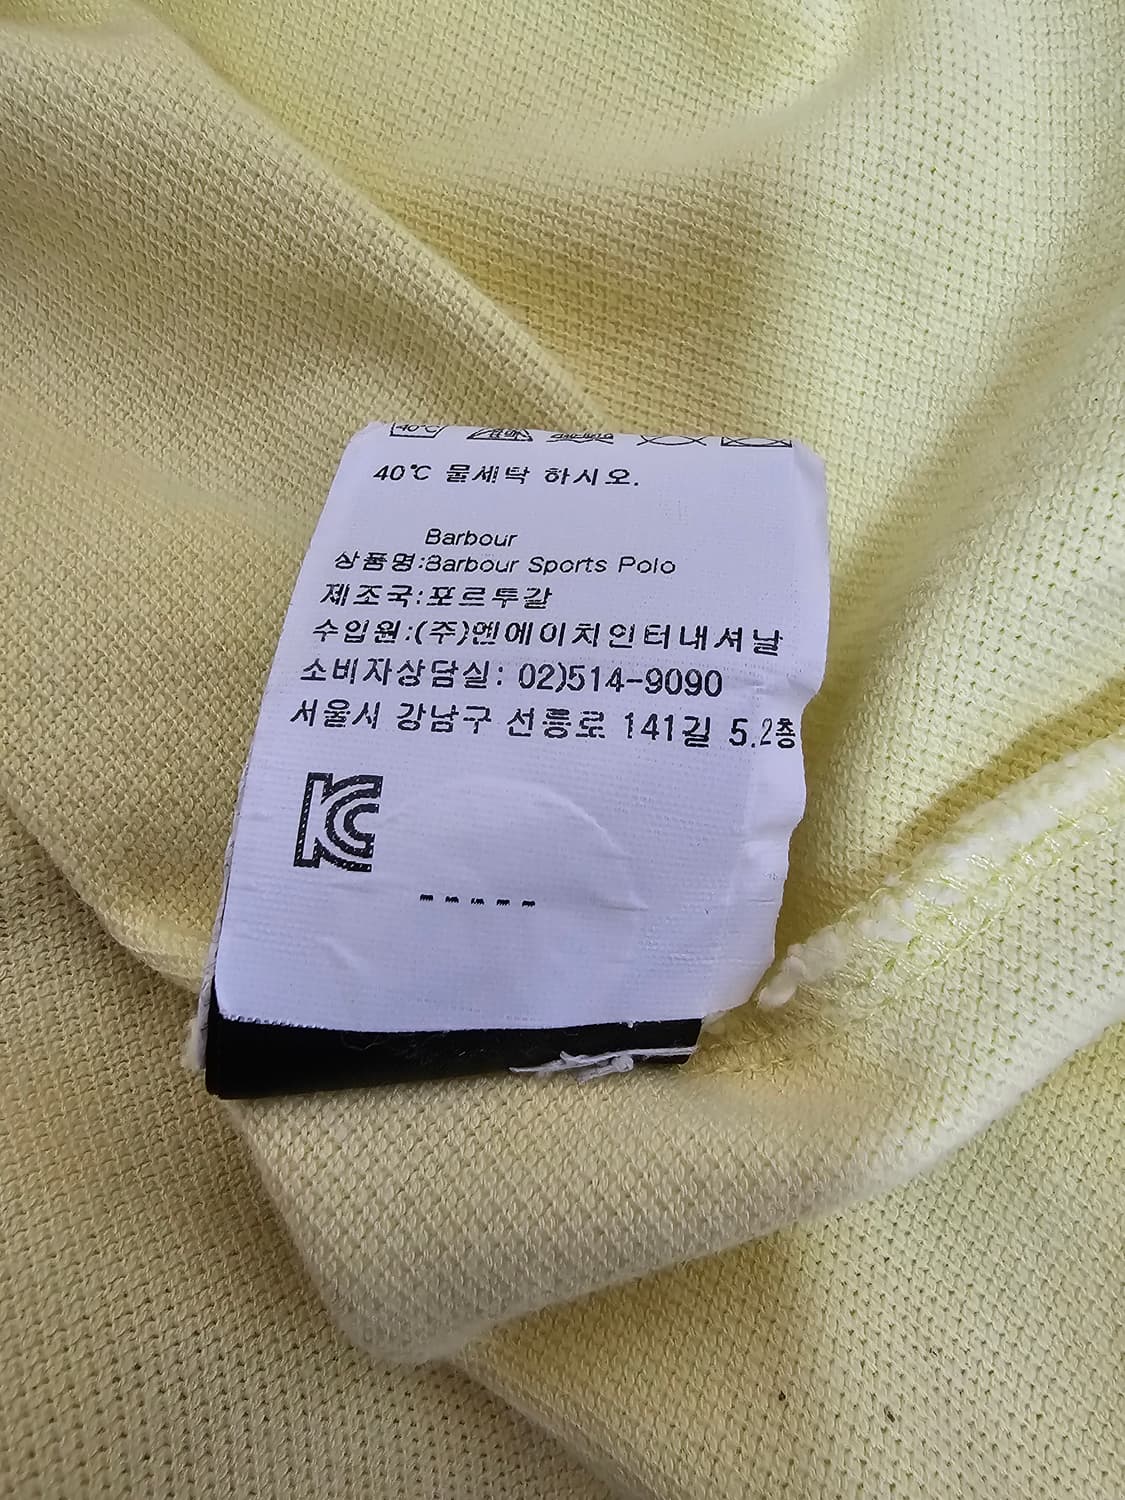 40℃ 물세탁 하시오.
Barbour
상품명:Barbour Sports Polo
제조국:포르투갈
수입원:(주)엔에이치인터내셔날
소비자상담실: 02)514-9090
서울시 강남구 선릉로 141길 5.2층
KC